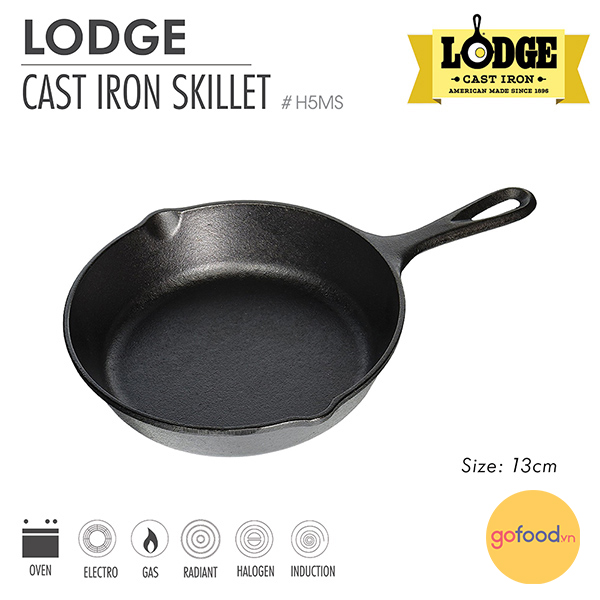 LODGE
CAST IRON SKILLET #H5MS
LODGE
CAST IRON
AMERICAN MADE SINCE 1896
Size: 13cm
OVEN ELECTRO GAS RADIANT HALOGEN INDUCTION
gofood.vn